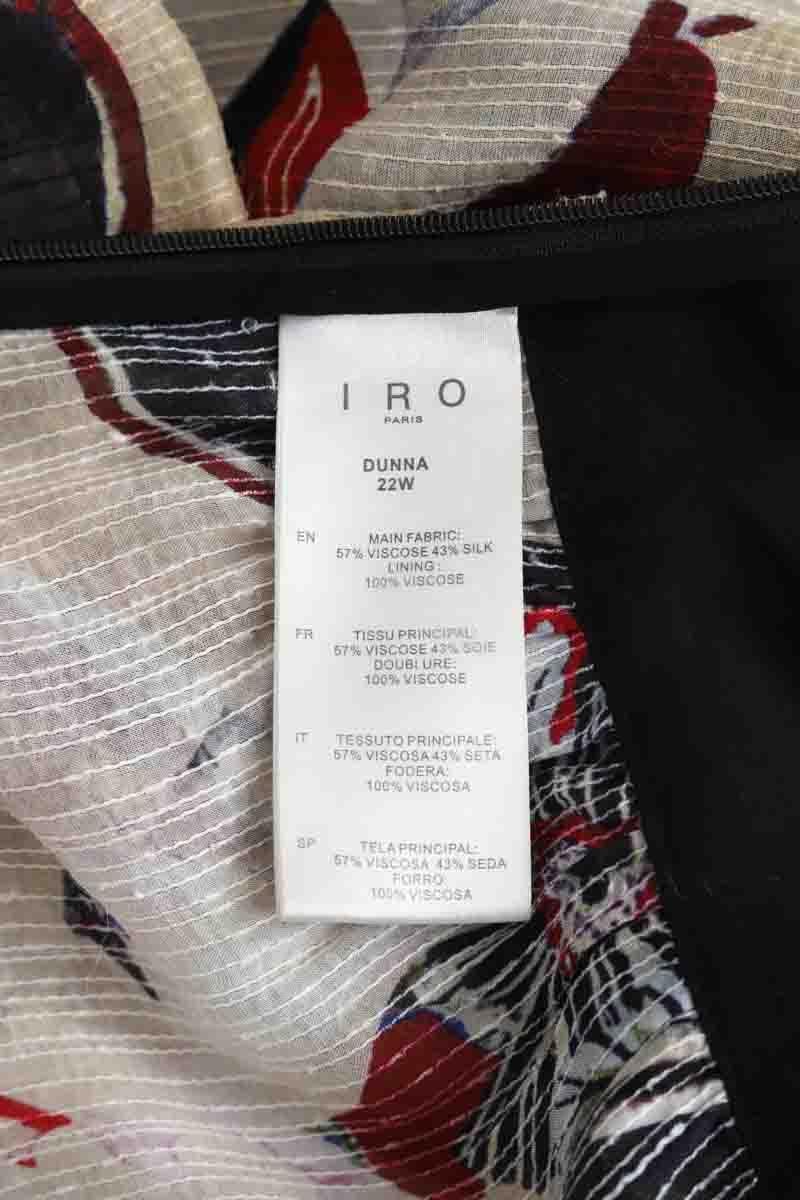 IRO
PARIS
DUNNA
22W
EN
MAIN FABRIC:
57% VISCOSE 43% SILK
LINING :
100% VISCOSE
FR
TISSU PRINCIPAL:
57% VISCOSE 43% SOIE
DOUBLURE:
100% VISCOSE
IT
TESSUTO PRINCIPALE:
57% VISCOSA 43% SETA
FODERA:
100% VISCOSA
SP
TELA PRINCIPAL:
57% VISCOSA 43% SEDA
FORRO:
100% VISCOSA